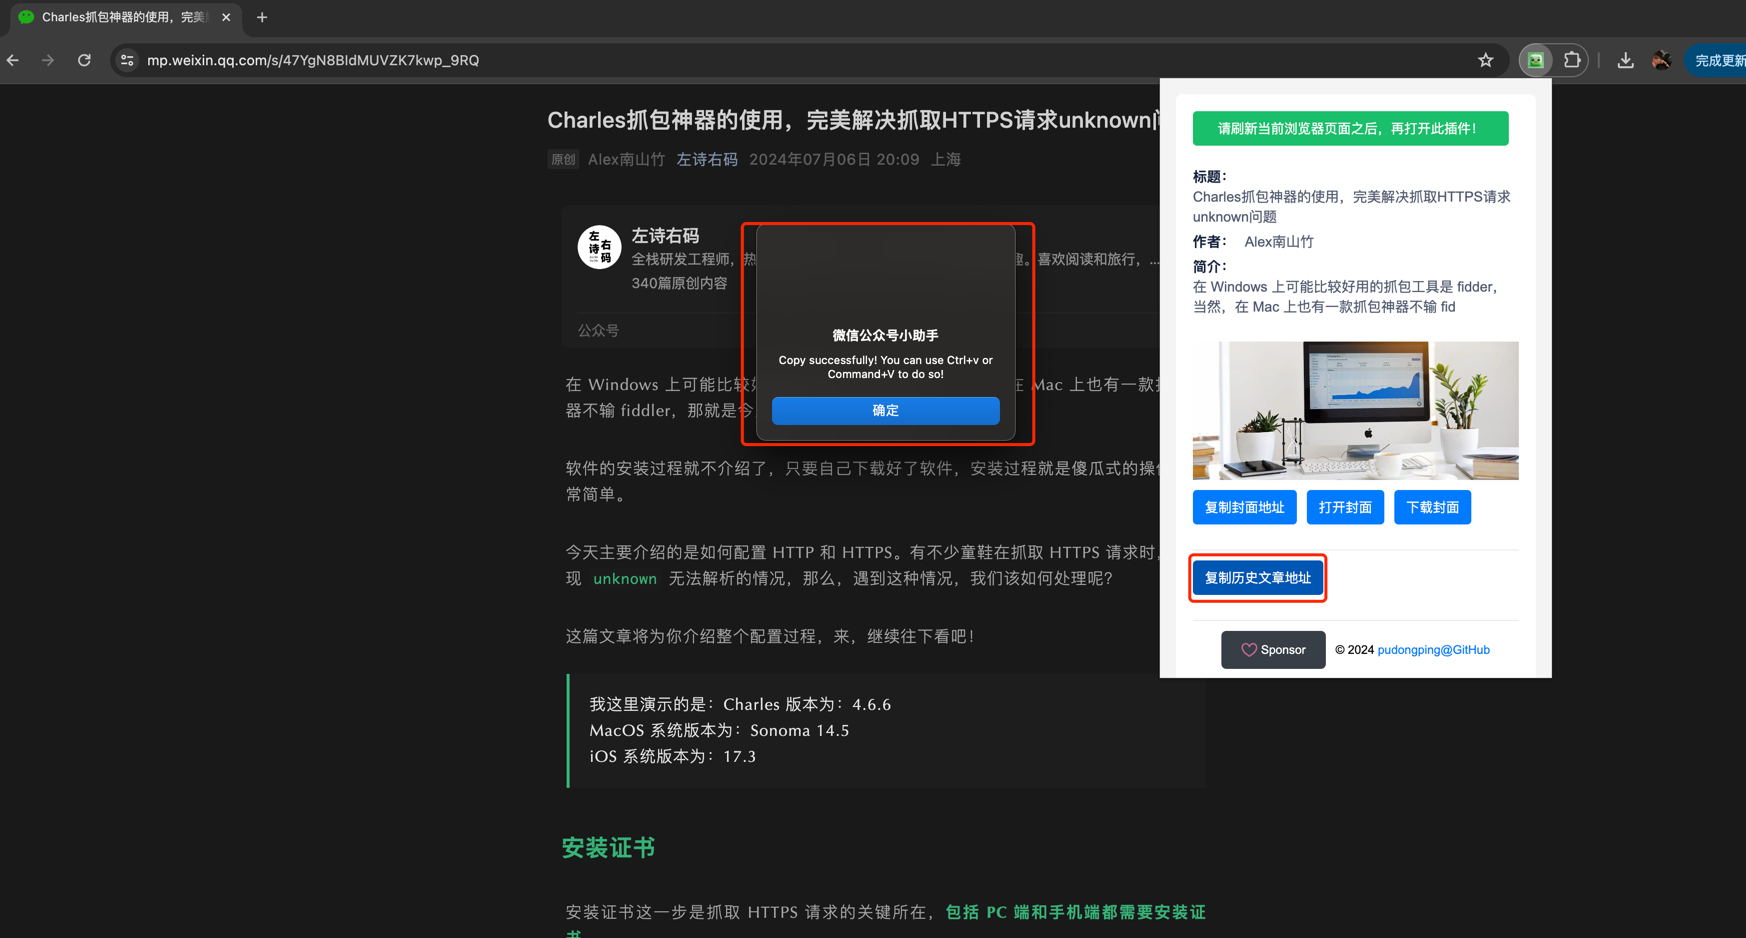 Charles抓包神器的使用，完美
mp.weixin.qq.com/s/47YgN8BIdMUVZK7kwp_9RQ
完成更新
Charles抓包神器的使用，完美解决抓取HTTPS请求unknown问
原创 Alex南山竹 左诗右码 2024年07月06日 20:09 上海
左诗右码
左诗右码
全栈研发工程师，热
趣。喜欢阅读和旅行，...
340篇原创内容
公众号
在 Windows 上可能比较好
在 Mac 上也有一款抓
器不输 fiddler，那就是今
软件的安装过程就不介绍了，只要自己下载好了软件，安装过程就是傻瓜式的操作
常简单。
今天主要介绍的是如何配置 HTTP 和 HTTPS。有不少童鞋在抓取 HTTPS 请求时，
现 unknown 无法解析的情况，那么，遇到这种情况，我们该如何处理呢？
这篇文章将为你介绍整个配置过程，来，继续往下看吧！
我这里演示的是：Charles 版本为：4.6.6
MacOS 系统版本为：Sonoma 14.5
iOS 系统版本为：17.3
安装证书
安装证书这一步是抓取 HTTPS 请求的关键所在，包括 PC 端和手机端都需要安装证
书
微信公众号小助手
Copy successfully! You can use Ctrl+v or
Command+V to do so!
确定
请刷新当前浏览器页面之后，再打开此插件！
标题：
Charles抓包神器的使用，完美解决抓取HTTPS请求
unknown问题
作者： Alex南山竹
简介：
在 Windows 上可能比较好用的抓包工具是 fidder，
当然，在 Mac 上也有一款抓包神器不输 fid
复制封面地址 打开封面 下载封面
复制历史文章地址
Sponsor © 2024 pudongping@GitHub